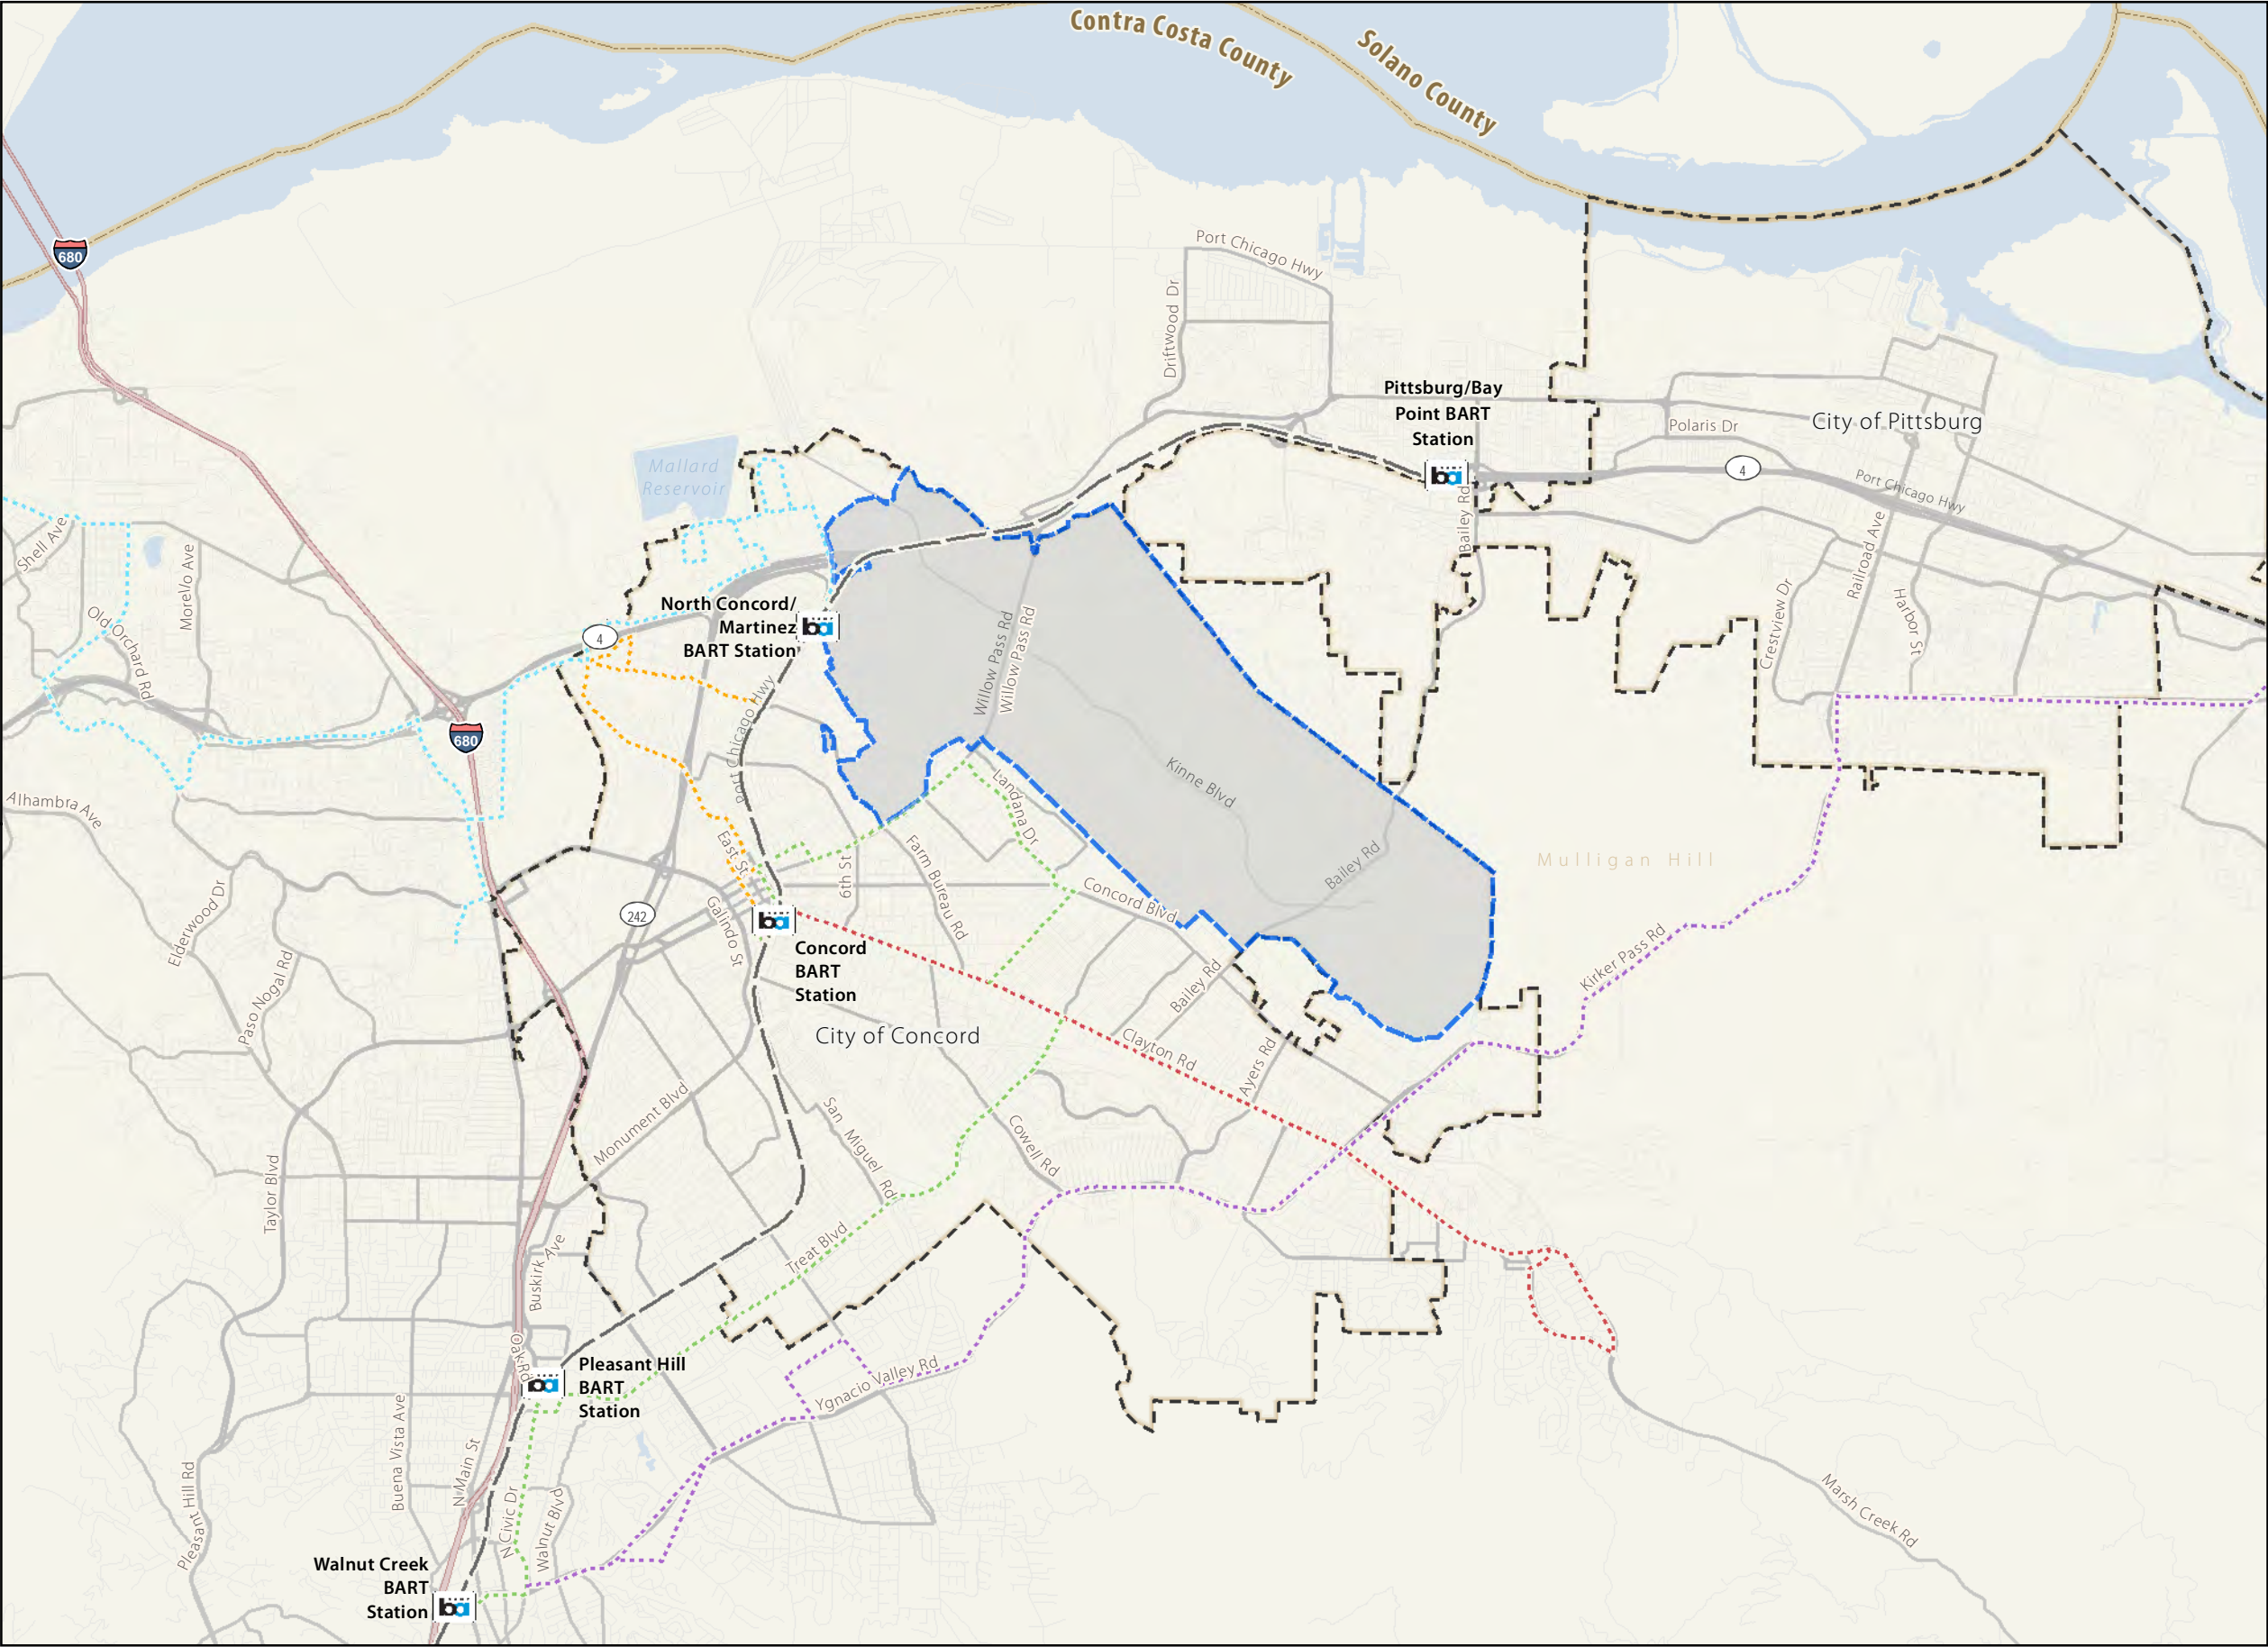 Contra Costa County
Solano County
680
Port Chicago Hwy
Driftwood Dr
Pittsburg/Bay
Point BART
Station
City of Pittsburg
Polaris Dr
4
Port Chicago Hwy
Mallard
Reservoir
ba
Bailey Rd
Shell Ave
Morelo Ave
Old Orchard Rd
North Concord/
Martinez
BART Station
ba
4
Willow Pass Rd
Willow Pass Rd
Railroad Ave
Harbor St
Crestview Dr
680
Port Chicago Hwy
Kinne Blvd
Landana Dr
Alhambra Ave
East St
6th St
Farm Bureau Rd
Bailey Rd
Mulligan Hill
Concord Blvd
Elderwood Dr
242
Galindo St
ba
Concord
BART
Station
Paso Nogal Rd
Bailey Rd
Kirker Pass Rd
City of Concord
Clayton Rd
Ayers Rd
Monument Blvd
San Miguel Rd
Cowell Rd
Taylor Blvd
Treat Blvd
Buskirk Ave
Oak Rd
Pleasant Hill
BART
Station
ba
Ygnacio Valley Rd
Buena Vista Ave
N Main St
Pleasant Hill Rd
N Civic Dr
Walnut Blvd
Marsh Creek Rd
Walnut Creek
BART
Station
ba